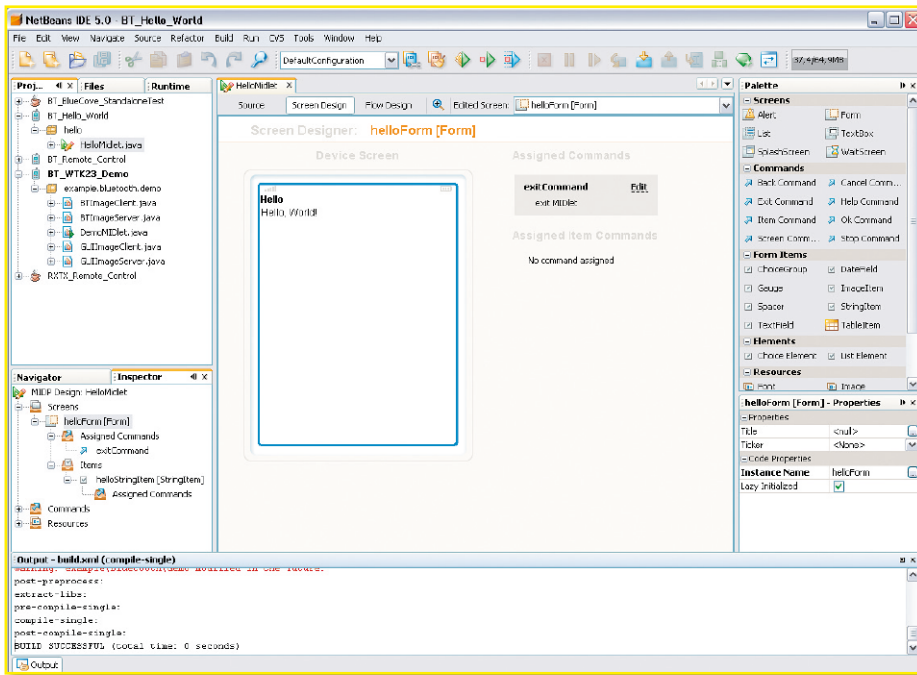 NetBeans IDE 5.0 - BT_Hello_World
File Edit View Navigate Source Refactor Build Run CVS Tools Window Help
DefaultConfiguration
Proj... Files Runtime
BT_BlueCove_StandaloneTest
BT_Hello_World
hello
HelloMidlet.java
BT_Remote_Control
BT_WTK23_Demo
example.bluetooth.demo
BTImageClient.java
BTImageServer.java
DemoMIDlet.java
GUIImageClient.java
GUIImageServer.java
RXTX_Remote_Control
Navigator Inspector
MIDP Design: HelloMidlet
Screens
helloForm [Form]
Assigned Commands
exitCommand
Items
helloStringItem [StringItem]
Assigned Commands
Commands
Resources
HelloMidlet x
Source Screen Design Flow Design Edited Screen: helloForm [Form]
Screen Designer: helloForm [Form]
Device Screen
Hello
Hello, World!
Assigned Commands
exitCommand Edit
exit MIDlet
Assigned Item Commands
No command assigned
Palette
Screens
Alert Form
List TextBox
SplashScreen WaitScreen
Commands
Back Command Cancel Comm...
Exit Command Help Command
Item Command Ok Command
Screen Comm... Stop Command
Form Items
ChoiceGroup DateField
Gauge ImageItem
Spacer StringItem
TextField TableItem
Elements
Choice Element List Element
Resources
Font Image
helloForm [Form] - Properties
Properties
Title <null>
Ticker <None>
Code Properties
Instance Name helloForm
Lazy Initialized
Output - build.xml (compile-single)
post-preprocess:
extract-libs:
pre-compile-single:
compile-single:
post-compile-single:
BUILD SUCCESSFUL (total time: 0 seconds)
Output